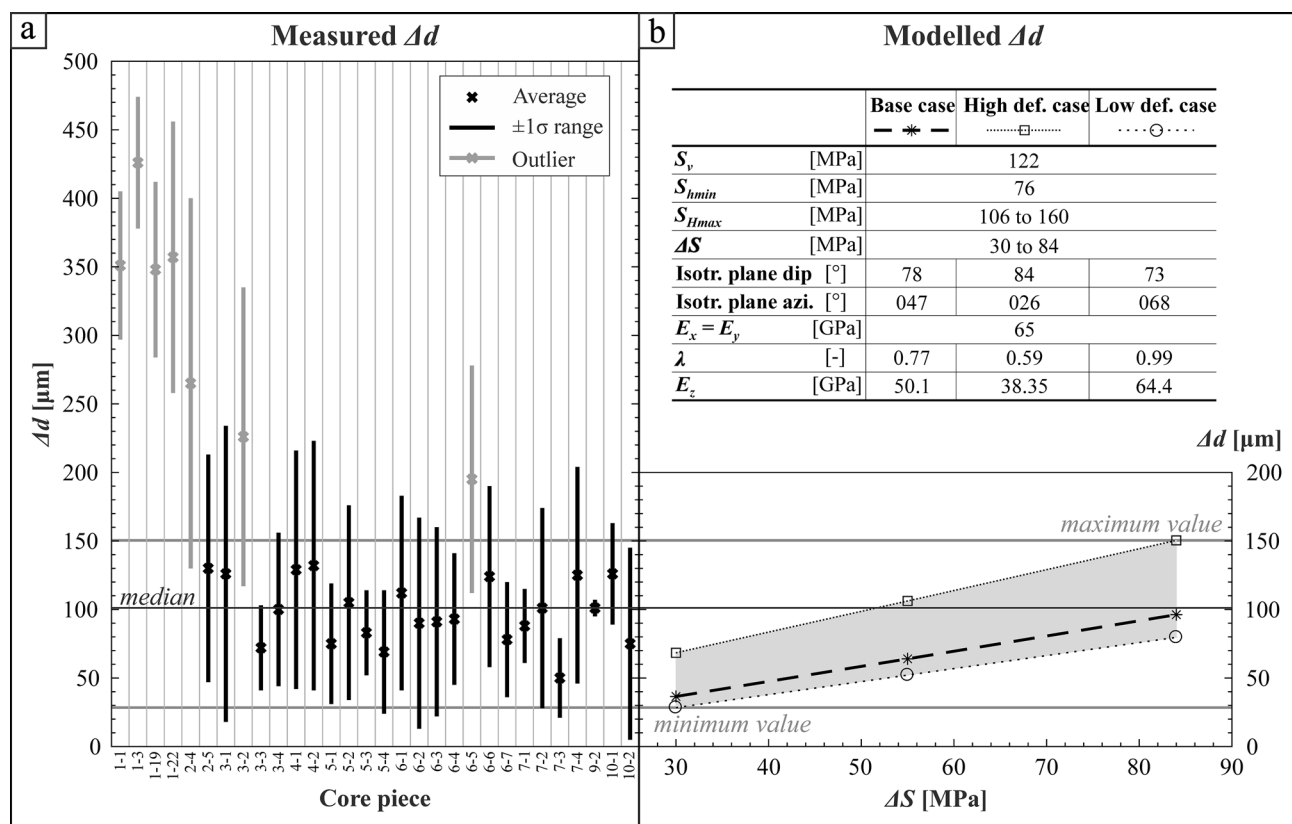 a
Measured Δd
500
450
400
350
300
250
200
150
100
50
0
Δd [µm]
Average
±1σ range
Outlier
median
1-1
1-3
1-19
1-22
2-4
2-5
3-1
3-2
3-3
3-4
4-1
4-2
5-1
5-2
5-3
5-4
6-1
6-2
6-3
6-4
6-5
6-6
6-7
7-1
7-2
7-3
7-4
9-2
10-1
10-2
Core piece
b
Modelled Δd
Base case High def. case Low def. case
Sv [MPa] 122
Shmin [MPa] 76
SHmax [MPa] 106 to 160
ΔS [MPa] 30 to 84
Isotr. plane dip [°] 78 84 73
Isotr. plane azi. [°] 047 026 068
Ex = Ey [GPa] 65
λ [-] 0.77 0.59 0.99
Ez [GPa] 50.1 38.35 64.4
Δd [µm]
200
150
100
50
0
maximum value
minimum value
30 40 50 60 70 80 90
ΔS [MPa]